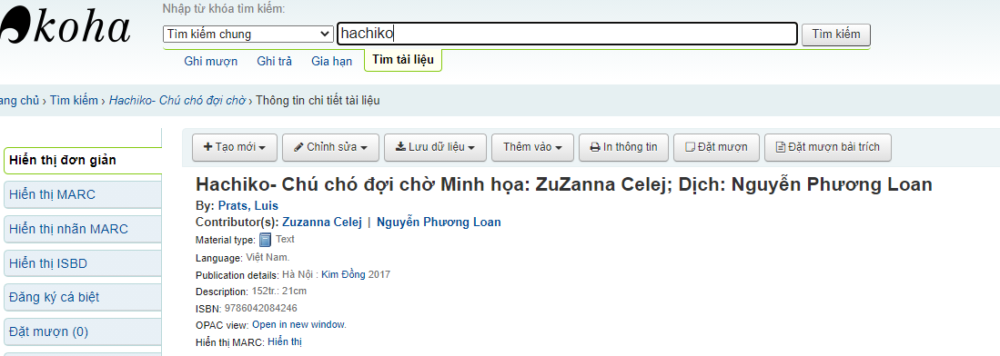 koha
Nhập từ khóa tìm kiếm:
Tìm kiếm chung hachiko Tìm kiếm
Ghi mượn Ghi trả Gia hạn Tìm tài liệu
ang chủ › Tìm kiếm › Hachiko- Chú chó đợi chờ › Thông tin chi tiết tài liệu
Hiển thị đơn giản
Hiển thị MARC
Hiển thị nhãn MARC
Hiển thị ISBD
Đăng ký cá biệt
Đặt mượn (0)
Tạo mới Chỉnh sửa Lưu dữ liệu Thêm vào In thông tin Đặt mượn Đặt mượn bài trích
Hachiko- Chú chó đợi chờ Minh họa: ZuZanna Celej; Dịch: Nguyễn Phương Loan
By: Prats, Luis
Contributor(s): Zuzanna Celej | Nguyễn Phương Loan
Material type: Text
Language: Việt Nam.
Publication details: Hà Nội : Kim Đồng 2017
Description: 152tr.: 21cm
ISBN: 9786042084246
OPAC view: Open in new window.
Hiển thị MARC: Hiển thị